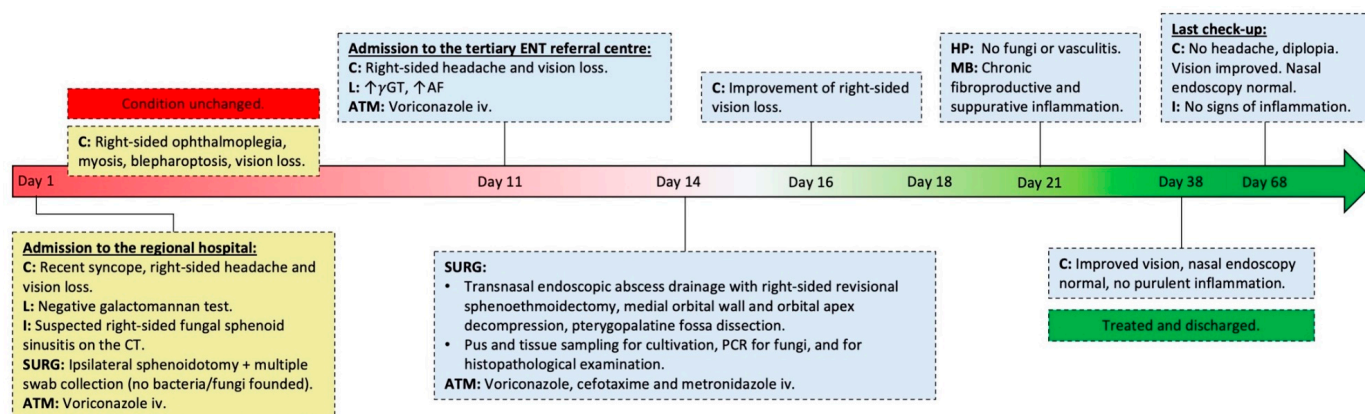 Condition unchanged.
C: Right-sided ophthalmoplegia,
myosis, blepharoptosis, vision loss.
Admission to the tertiary ENT referral centre:
C: Right-sided headache and vision loss.
L: ↑γGT, ↑AF
ATM: Voriconazole iv.
C: Improvement of right-sided
vision loss.
HP: No fungi or vasculitis.
MB: Chronic
fibroproductive and
suppurative inflammation.
Last check-up:
C: No headache, diplopia.
Vision improved. Nasal
endoscopy normal.
I: No signs of inflammation.
Day 1
Day 11
Day 14
Day 16
Day 18
Day 21
Day 38
Day 68
Admission to the regional hospital:
C: Recent syncope, right-sided headache and
vision loss.
L: Negative galactomannan test.
I: Suspected right-sided fungal sphenoid
sinusitis on the CT.
SURG: Ipsilateral sphenoidotomy + multiple
swab collection (no bacteria/fungi founded).
ATM: Voriconazole iv.
SURG:
• Transnasal endoscopic abscess drainage with right-sided revisional
sphenoethmoidectomy, medial orbital wall and orbital apex
decompression, pterygopalatine fossa dissection.
• Pus and tissue sampling for cultivation, PCR for fungi, and for
histopathological examination.
ATM: Voriconazole, cefotaxime and metronidazole iv.
C: Improved vision, nasal endoscopy
normal, no purulent inflammation.
Treated and discharged.